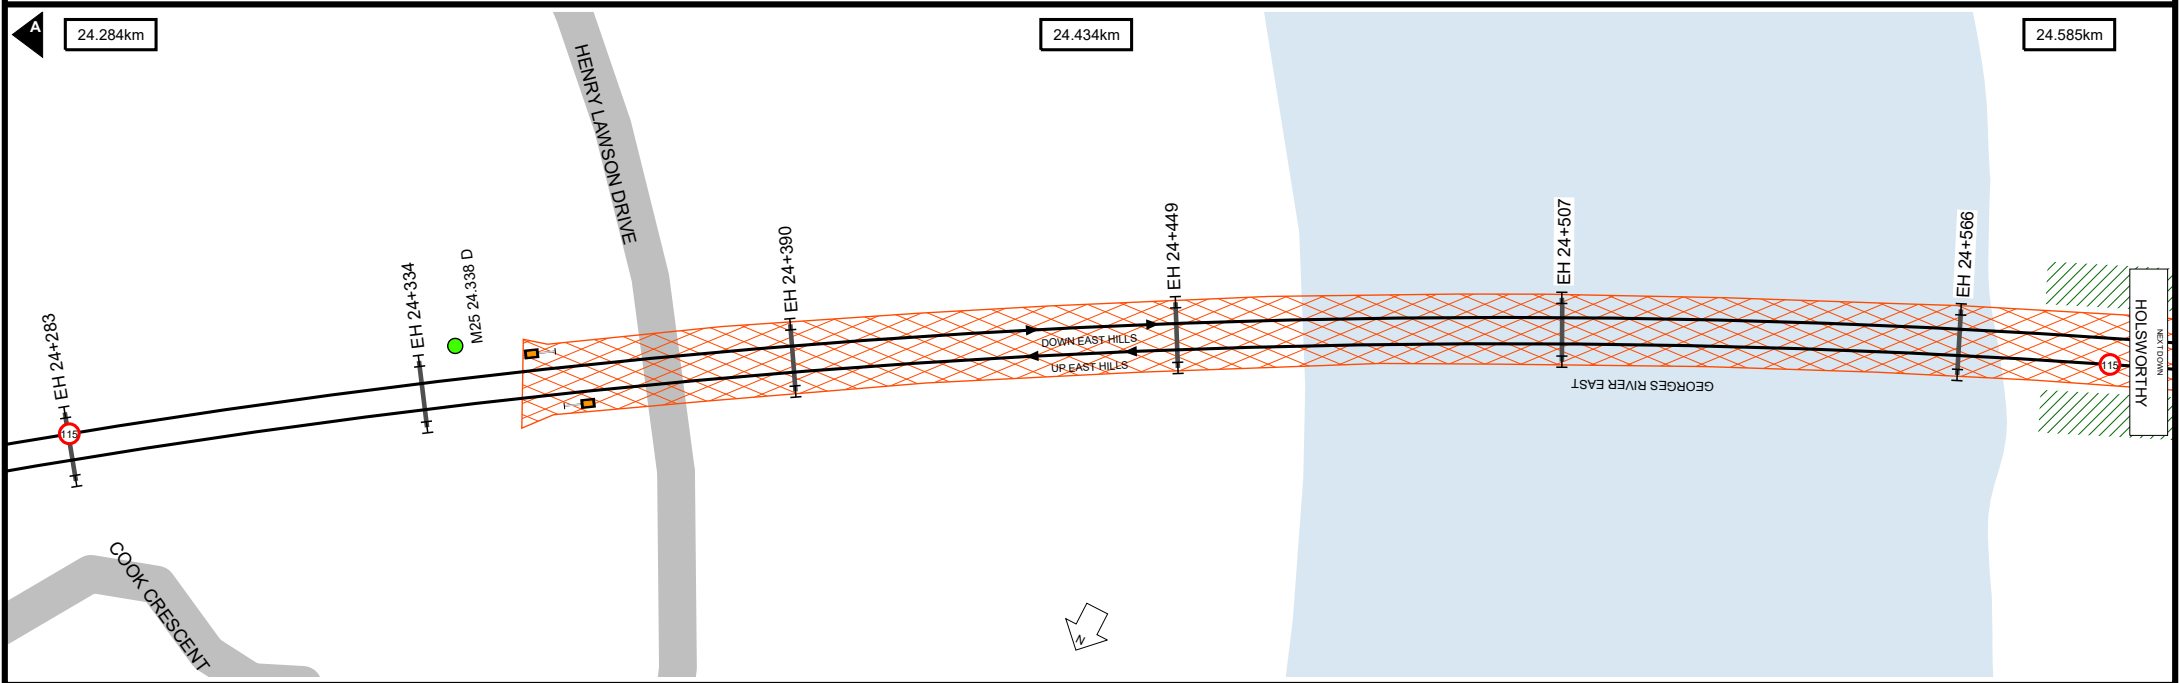 A
24.284km
24.434km
24.585km
HENRY LAWSON DRIVE
EH 24+283
EH 24+334
M25 24.338 D
EH 24+390
EH 24+449
EH 24+507
EH 24+566
DOWN EAST HILLS
UP EAST HILLS
GEORGES RIVER EAST
115
115
HOLSWORTHY
NEXT DOWN
COOK CRESCENT
N